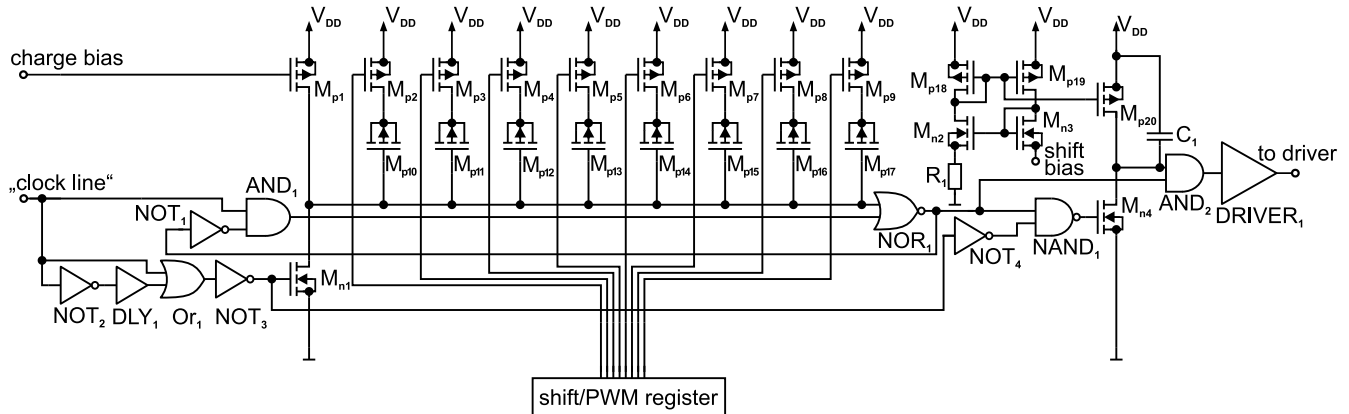 VDD VDD VDD VDD VDD VDD VDD VDD VDD VDD VDD VDD
charge bias
Mp1 Mp2 Mp3 Mp4 Mp5 Mp6 Mp7 Mp8 Mp9 Mp18 Mp19 Mp20
Mn2 Mn3 C1
Mp10 Mp11 Mp12 Mp13 Mp14 Mp15 Mp16 Mp17
shift
bias
to driver
„clock line“
AND1
R1
NOT1
NOR1
NOT4
NAND1
Mn4
AND2
DRIVER1
Mn1
NOT2 DLY1 Or1 NOT3
shift/PWM register